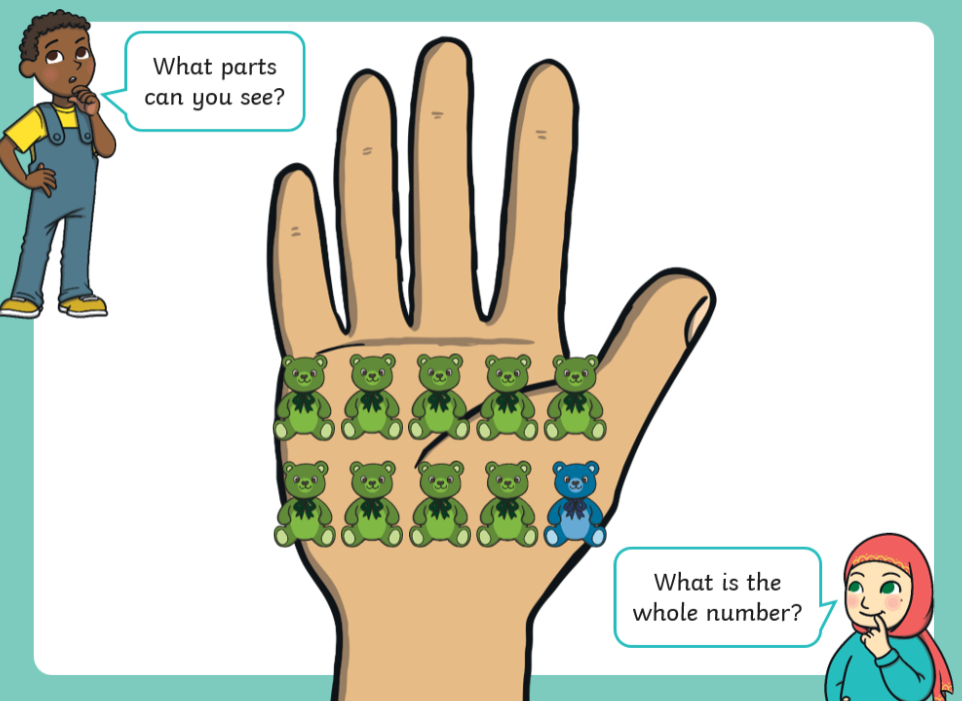 What parts
can you see?
What is the
whole number?